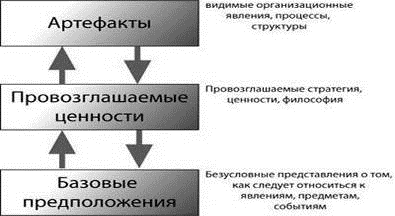 Артефакты
видимые организационные
явления, процессы,
структуры
Провозглашаемые
ценности
Провозглашаемые стратегия,
ценности, философия
Базовые
предположения
Безусловные представления о том,
как следует относиться к
явлениям, предметам,
событиям